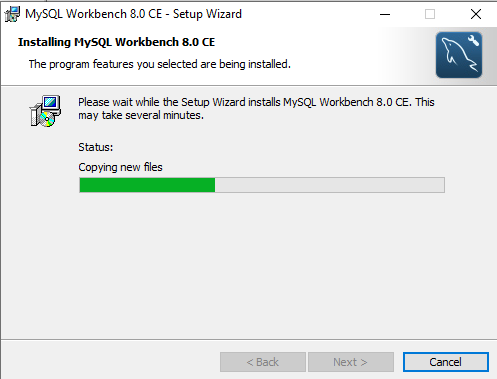 MySQL Workbench 8.0 CE - Setup Wizard
Installing MySQL Workbench 8.0 CE
The program features you selected are being installed.
Please wait while the Setup Wizard installs MySQL Workbench 8.0 CE. This
may take several minutes.
Status:
Copying new files
< Back
Next >
Cancel